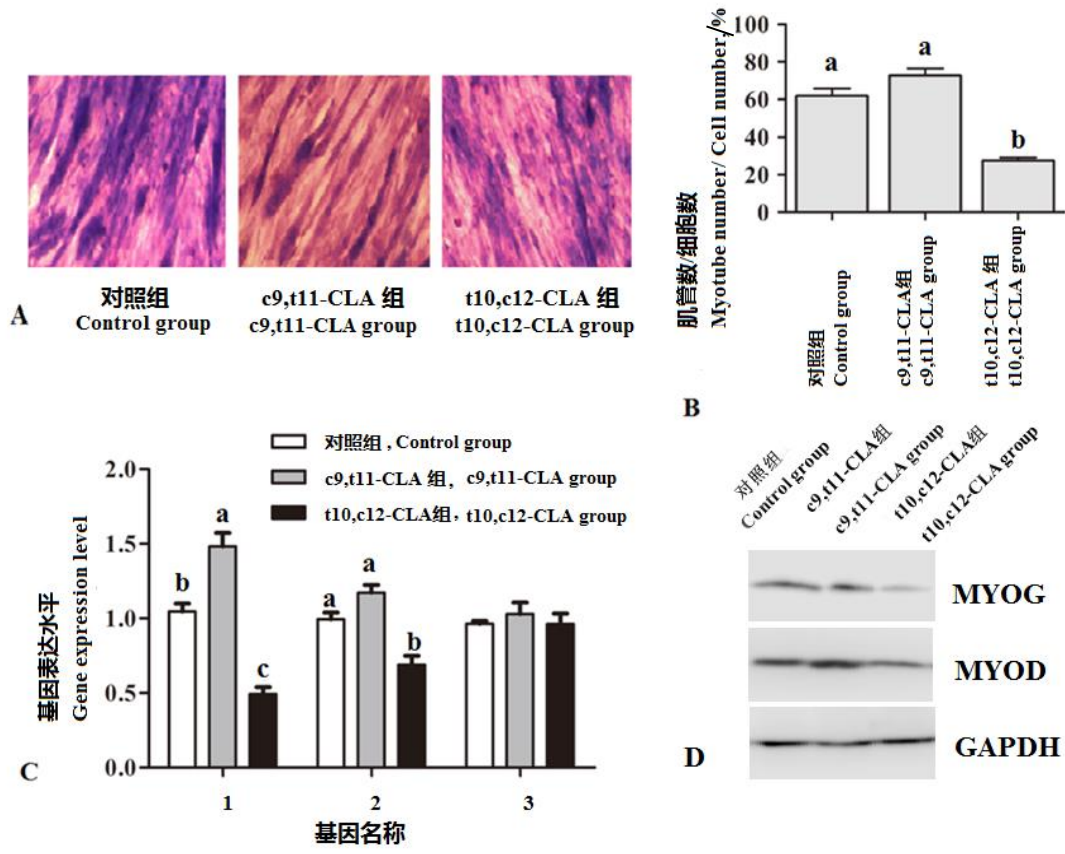 对照组
Control group
c9,t11-CLA 组
c9,t11-CLA group
t10,c12-CLA 组
t10,c12-CLA group
A
肌管数/细胞数
Myotube number/ Cell number,/%
100
80
60
40
20
0
a
a
b
对照组
Control group
c9,t11-CLA组
c9,t11-CLA group
t10,c12-CLA 组
t10,c12-CLA group
B
对照组, Control group
c9,t11-CLA 组, c9,t11-CLA group
t10,c12-CLA组, t10,c12-CLA group
基因表达水平
Gene expression level
2.0
1.5
1.0
0.5
0.0
b
a
c
a
a
b
1
2
3
基因名称
C
对照组
Control group
c9,t11-CLA组
c9,t11-CLA group
t10,c12-CLA组
t10,c12-CLA group
MYOG
MYOD
GAPDH
D